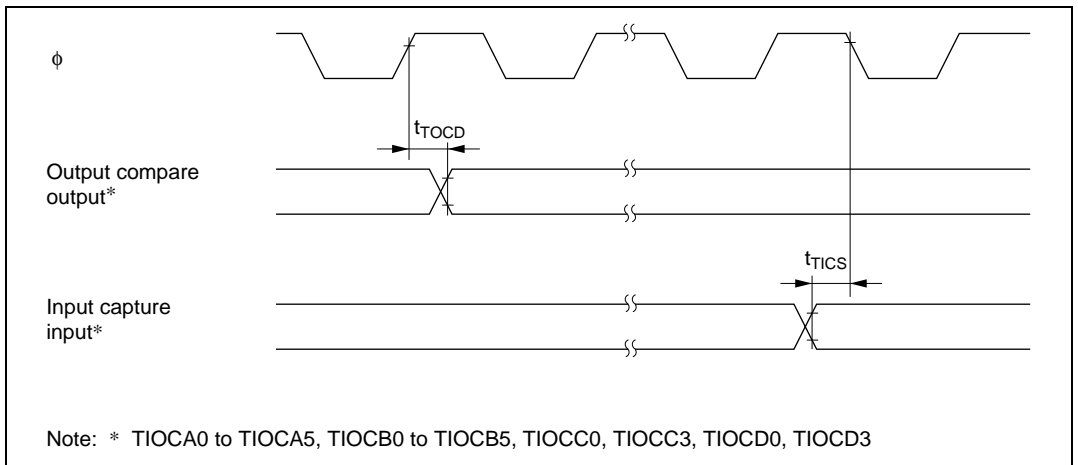 ϕ
tTOCD
Output compare
output*
tTICS
Input capture
input*
Note: * TIOCA0 to TIOCA5, TIOCB0 to TIOCB5, TIOCC0, TIOCC3, TIOCD0, TIOCD3